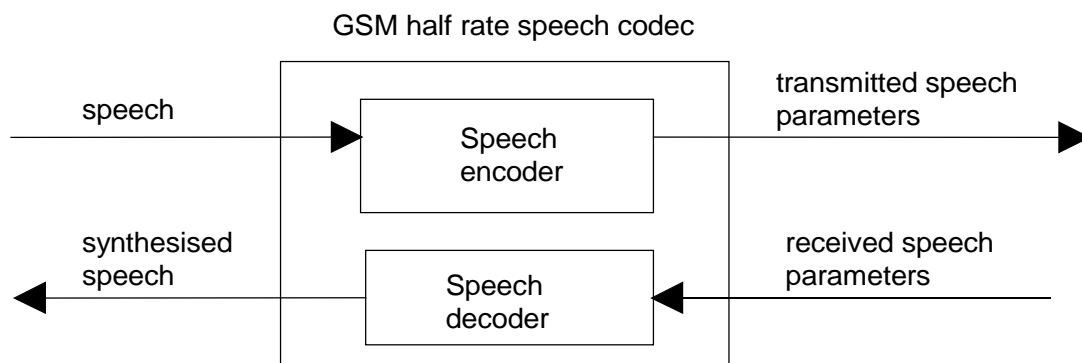 GSM half rate speech codec
speech
Speech
encoder
transmitted speech
parameters
synthesised
speech
Speech
decoder
received speech
parameters